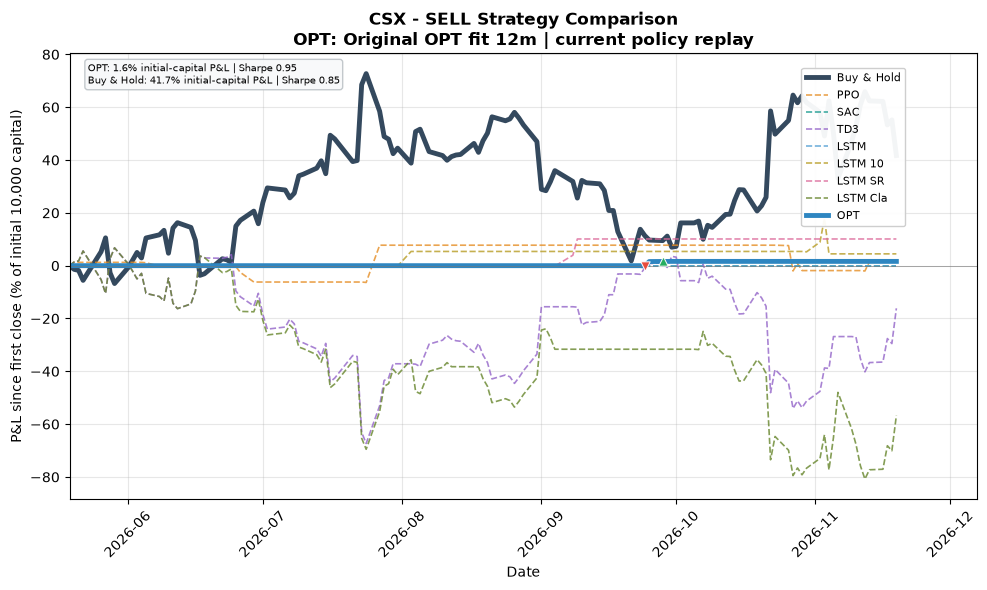 CSX - SELL Strategy Comparison
OPT: Original OPT fit 12m | current policy replay
OPT: 1.6% initial-capital P&L | Sharpe 0.95
Buy & Hold: 41.7% initial-capital P&L | Sharpe 0.85
Buy & Hold
PPO
SAC
TD3
LSTM
LSTM 10
LSTM SR
LSTM Cla
OPT
P&L since first close (% of initial 10,000 capital)
80
60
40
20
0
−20
−40
−60
−80
2026-06
2026-07
2026-08
2026-09
2026-10
2026-11
2026-12
Date